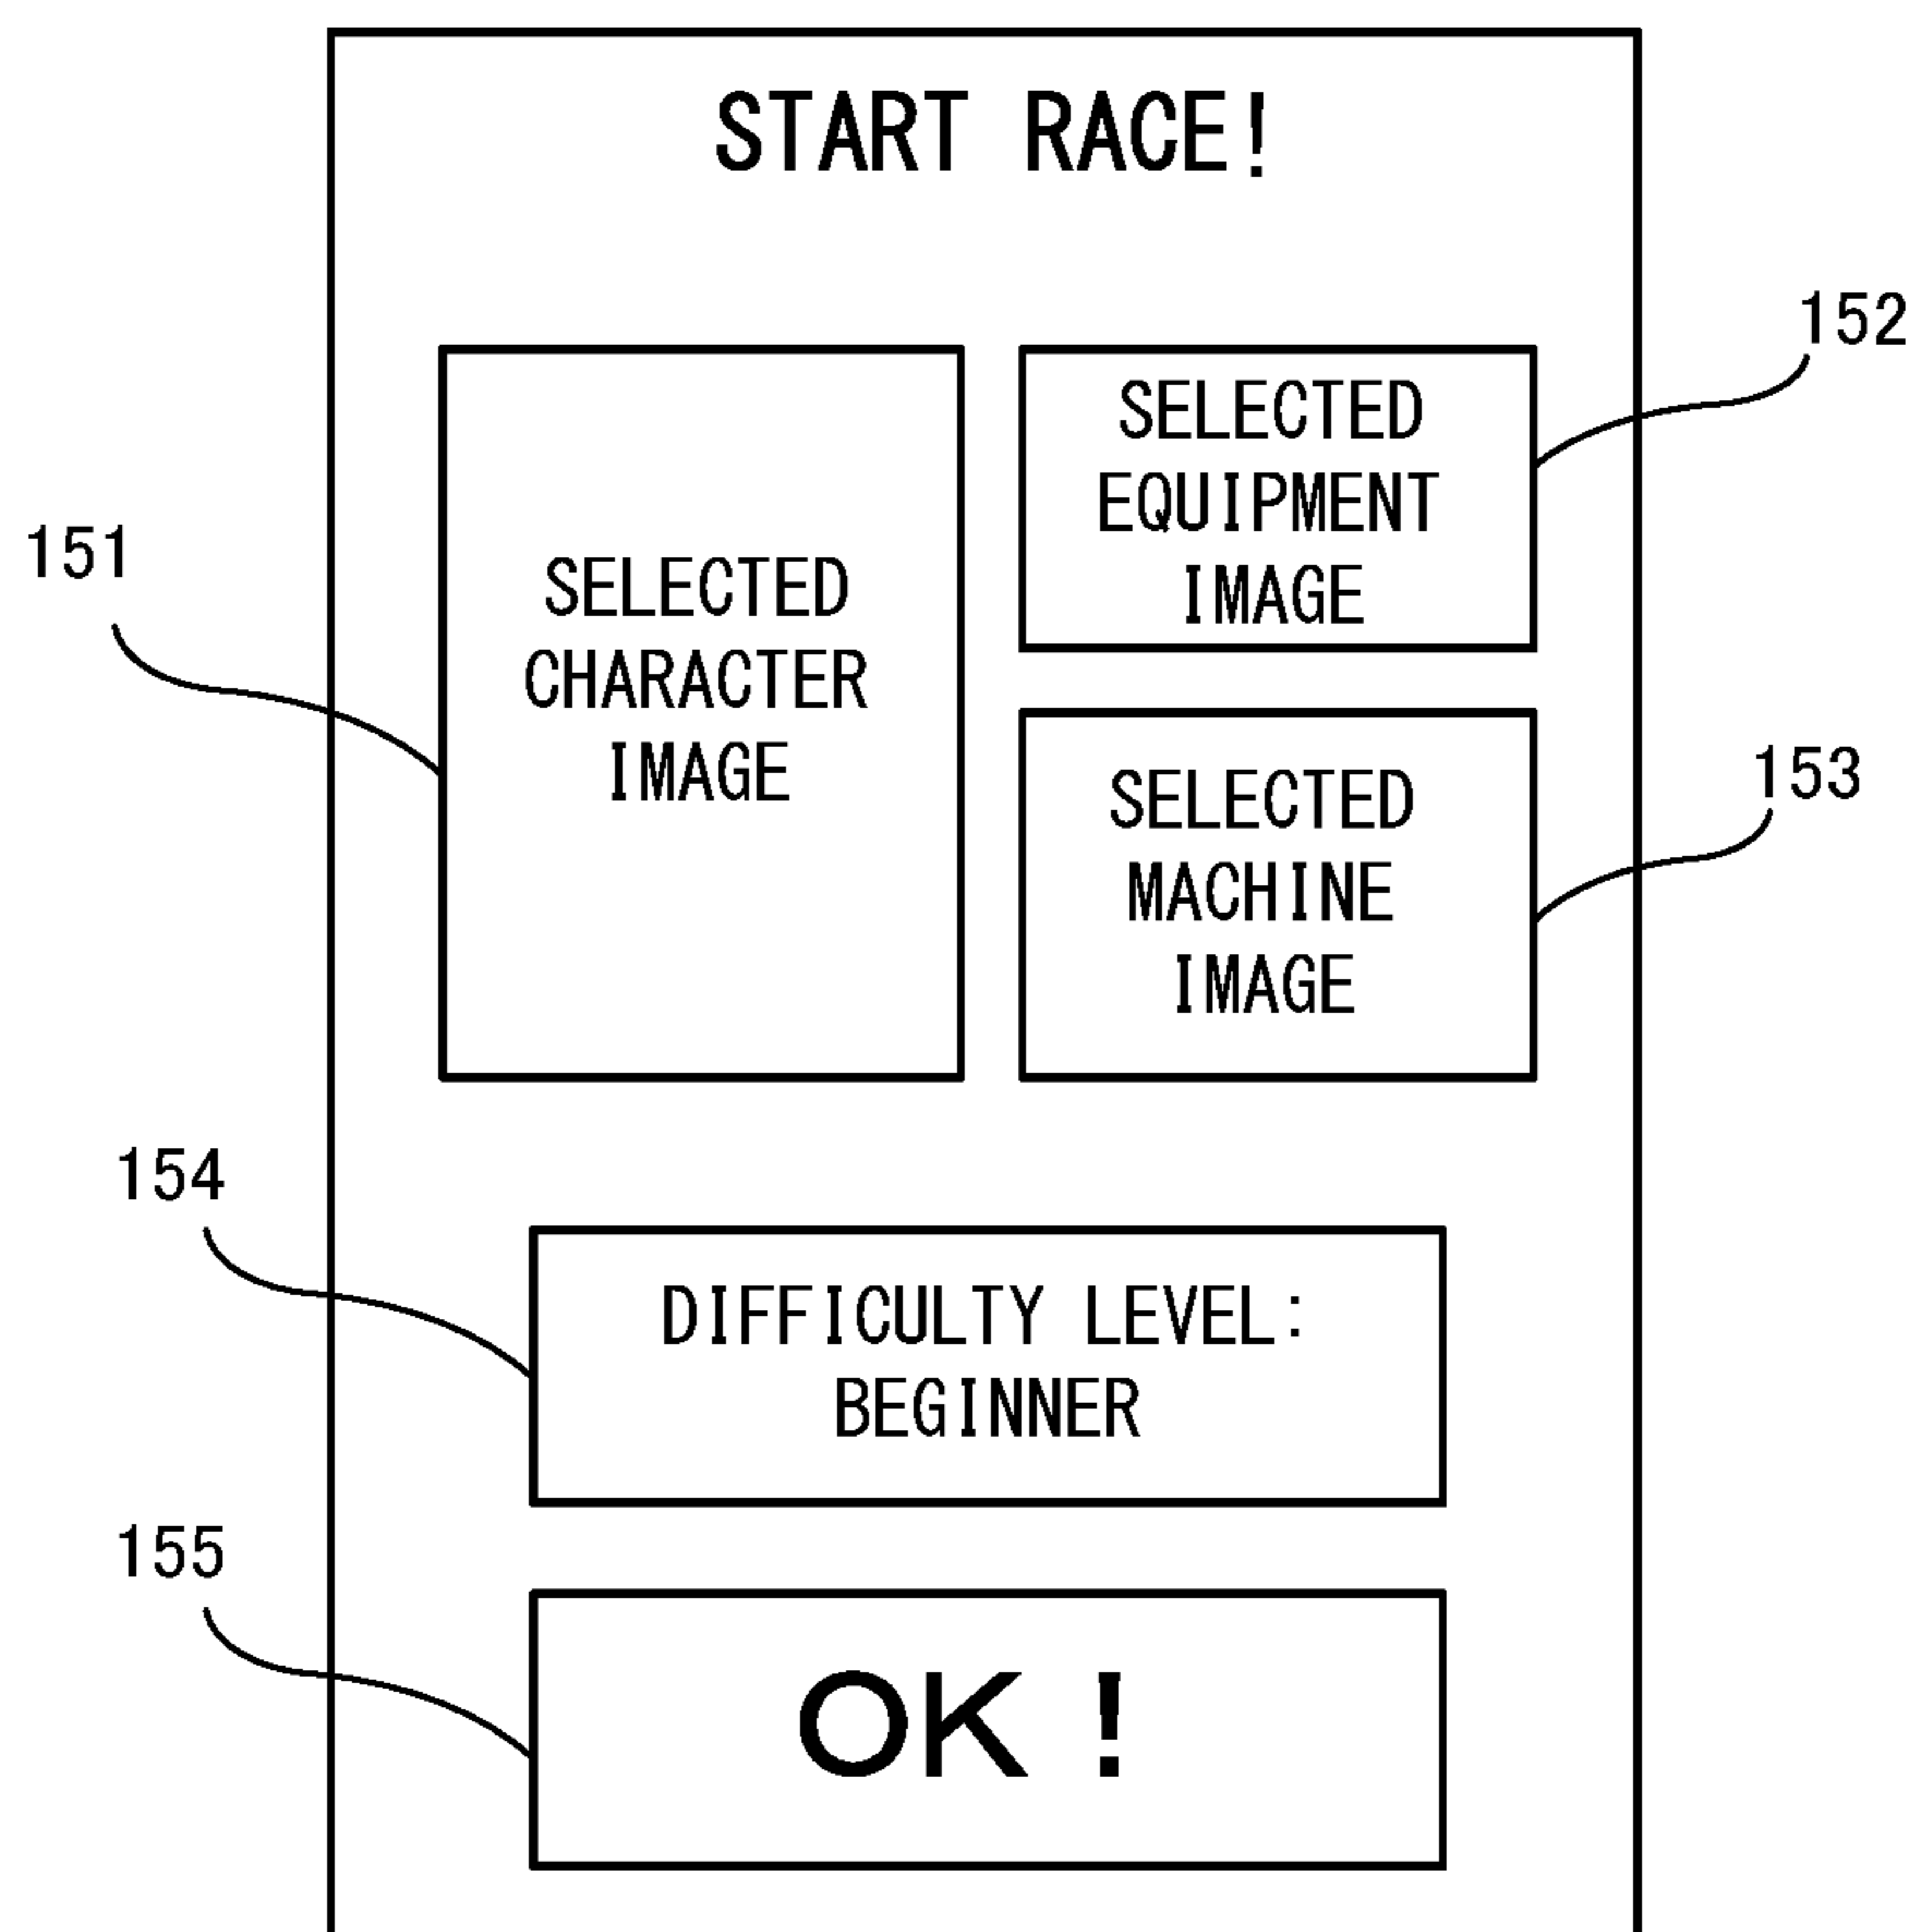 START RACE!
152
SELECTED
EQUIPMENT
IMAGE
151
SELECTED
CHARACTER
IMAGE
153
SELECTED
MACHINE
IMAGE
154
DIFFICULTY LEVEL:
BEGINNER
155
OK!